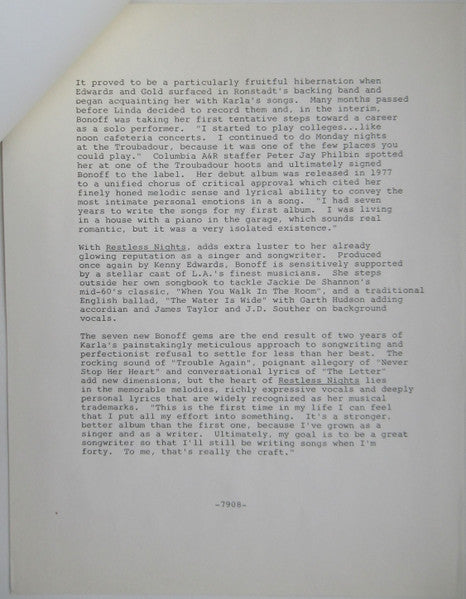 It proved to be a particularly fruitful hibernation when
Edwards and Gold surfaced in Ronstadt's backing band and
began acquainting her with Karla's songs.  Many months passed
before Linda decided to record them and, in the interim,
Bonoff was taking her first tentative steps toward a career
as a solo performer.  "I started to play colleges...like
noon cafeteria concerts.  I continued to do Monday nights
at the Troubadour, because it was one of the few places you
could play."  Columbia A&R staffer Peter Jay Philbin spotted
her at one of the Troubadour hoots and ultimately signed
Bonoff to the label.  Her debut album was released in 1977
to a unified chorus of critical approval which cited her
finely honed melodic sense and lyrical ability to convey the
most intimate personal emotions in a song.  "I had seven
years to write the songs for my first album.  I was living
in a house with a piano in the garage, which sounds real
romantic, but it was a very isolated existence."
With Restless Nights, adds extra luster to her already
glowing reputation as a singer and songwriter.  Produced
once again by Kenny Edwards, Bonoff is sensitively supported
by a stellar cast of L.A.'s finest musicians.  She steps
outside her own songbook to tackle Jackie De Shannon's
mid-60's classic, "When You Walk In The Room", and a traditional
English ballad, "The Water Is Wide" with Garth Hudson adding
accordian and James Taylor and J.D. Souther on background
vocals.
The seven new Bonoff gems are the end result of two years of
Karla's painstakingly meticulous approach to songwriting and
perfectionist refusal to settle for less than her best.  The
rocking sound of "Trouble Again", poignant allegory of "Never
Stop Her Heart" and conversational lyrics of "The Letter"
add new dimensions, but the heart of Restless Nights lies
in the memorable melodies, richly expressive vocals and deeply
personal lyrics that are widely recognized as her musical
trademarks.  "This is the first time in my life I can feel
that I put all my effort into something.  It's a stronger,
better album than the first one, because I've grown as a
singer and as a writer.  Ultimately, my goal is to be a great
songwriter so that I'll still be writing songs when I'm
forty.  To me, that's really the craft."
-7908-